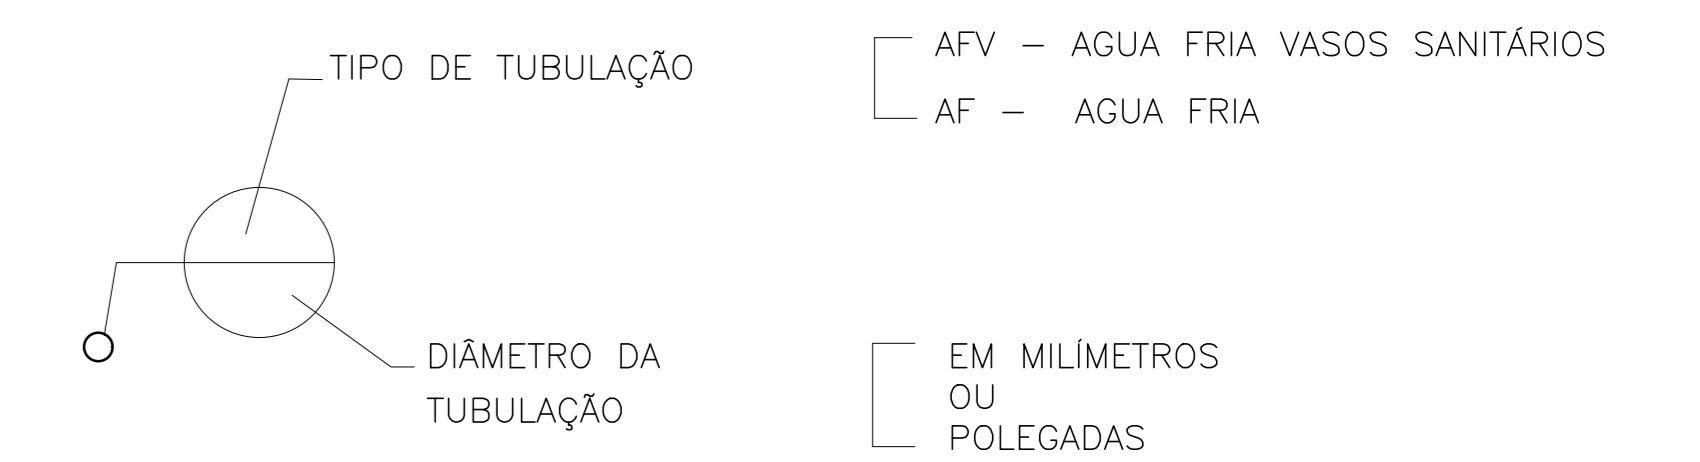 TIPO DE TUBULAÇÃO
AFV – AGUA FRIA VASOS SANITÁRIOS
AF – AGUA FRIA
DIÂMETRO DA
TUBULAÇÃO
EM MILÍMETROS
OU
POLEGADAS